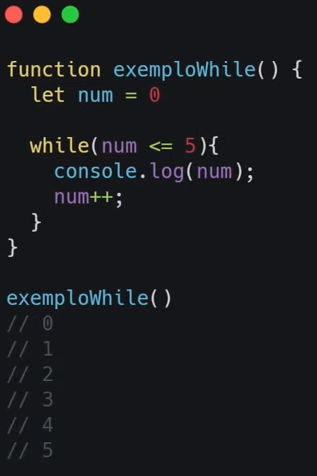 function exemploWhile() {
  let num = 0

  while(num <= 5){
    console.log(num);
    num++;
  }
}

exemploWhile()
// 0
// 1
// 2
// 3
// 4
// 5